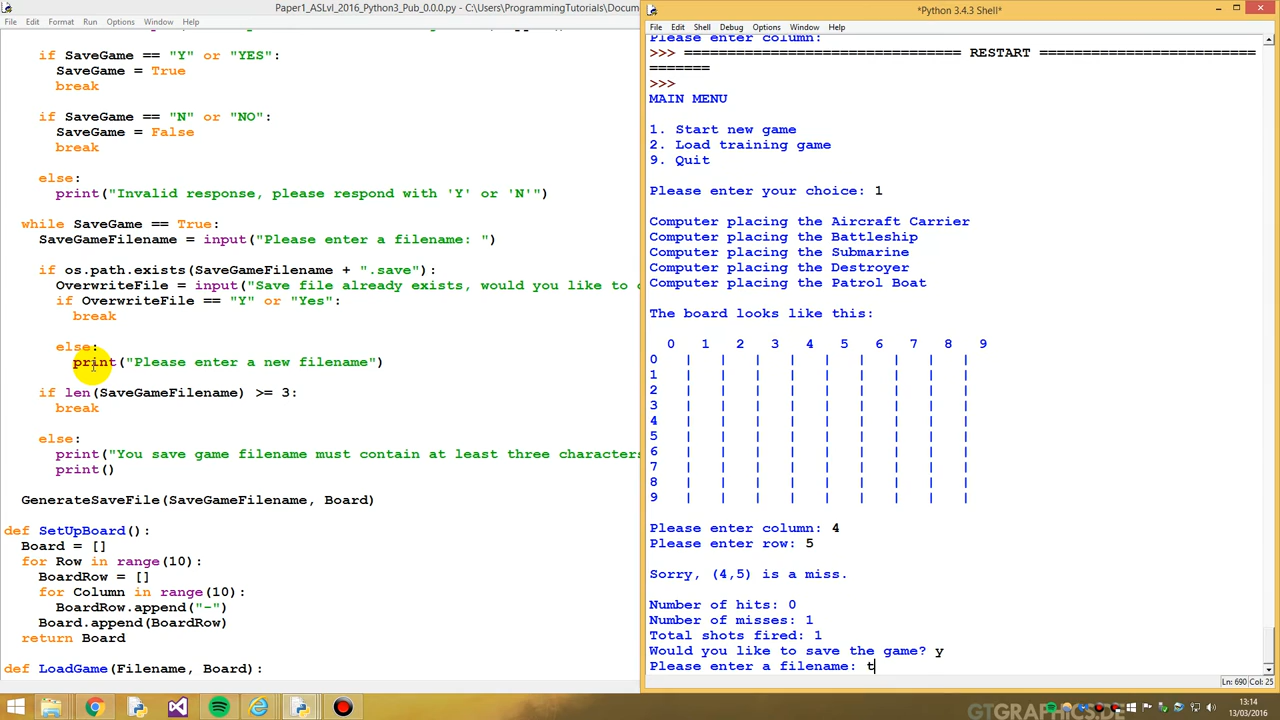 Paper1_ASLvl_2016_Python3_Pub_0.0.0.py - C:\Users\ProgrammingTutorials\Docum
File Edit Format Run Options Window Help
if SaveGame == "Y" or "YES":
SaveGame = True
break
if SaveGame == "N" or "NO":
SaveGame = False
break
else:
print("Invalid response, please respond with 'Y' or 'N'")
while SaveGame == True:
SaveGameFilename = input("Please enter a filename: ")
if os.path.exists(SaveGameFilename + ".save"):
OverwriteFile = input("Save file already exists, would you like to
if OverwriteFile == "Y" or "Yes":
break
else:
print("Please enter a new filename")
if len(SaveGameFilename) >= 3:
break
else:
print("You save game filename must contain at least three characters
print()
GenerateSaveFile(SaveGameFilename, Board)
def SetUpBoard():
Board = []
for Row in range(10):
BoardRow = []
for Column in range(10):
BoardRow.append("-")
Board.append(BoardRow)
return Board
def LoadGame(Filename, Board):
*Python 3.4.3 Shell*
File Edit Shell Debug Options Window Help
Please enter column:
>>> ================================ RESTART =========================
=======
>>>
MAIN MENU
1. Start new game
2. Load training game
9. Quit
Please enter your choice: 1
Computer placing the Aircraft Carrier
Computer placing the Battleship
Computer placing the Submarine
Computer placing the Destroyer
Computer placing the Patrol Boat
The board looks like this:
0 1 2 3 4 5 6 7 8 9
0 | | | | | | | | |
1 | | | | | | | | |
2 | | | | | | | | |
3 | | | | | | | | |
4 | | | | | | | | |
5 | | | | | | | | |
6 | | | | | | | | |
7 | | | | | | | | |
8 | | | | | | | | |
9 | | | | | | | | |
Please enter column: 4
Please enter row: 5
Sorry, (4,5) is a miss.
Number of hits: 0
Number of misses: 1
Total shots fired: 1
Would you like to save the game? y
Please enter a filename: t
Ln: 690 Col: 25
GTGRAPHICSDE
13:14
13/03/2016